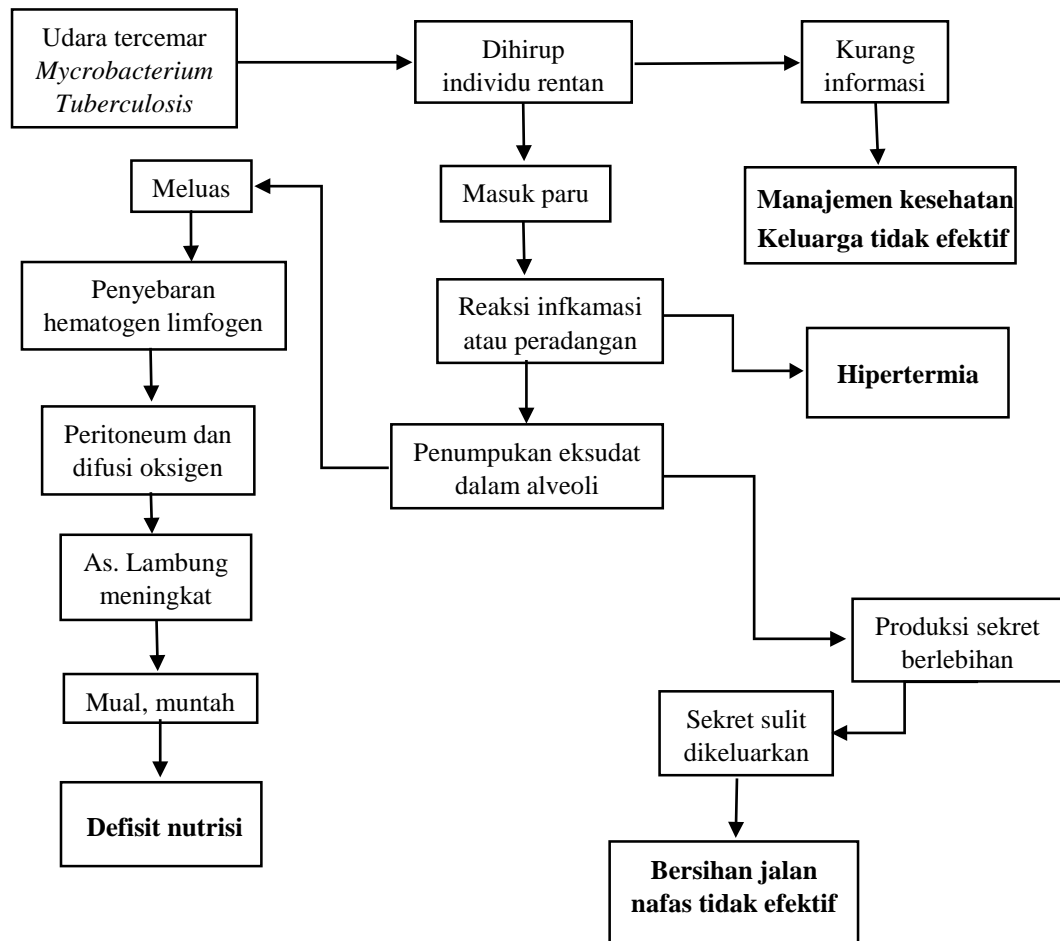 Udara tercemar
Mycrobacterium
Tuberculosis
Dihirup
individu rentan
Kurang
informasi
Meluas
Masuk paru
Manajemen kesehatan
Keluarga tidak efektif
Penyebaran
hematogen limfogen
Reaksi infkamasi
atau peradangan
Hipertermia
Peritoneum dan
difusi oksigen
Penumpukan eksudat
dalam alveoli
As. Lambung
meningkat
Produksi sekret
berlebihan
Mual, muntah
Sekret sulit
dikeluarkan
Defisit nutrisi
Bersihan jalan
nafas tidak efektif